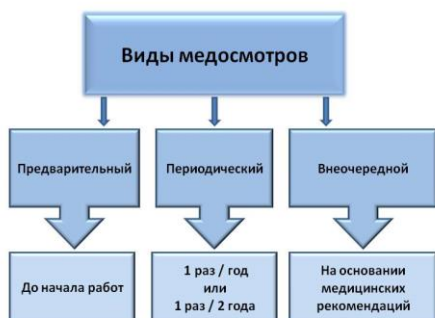 Виды медосмотров
Предварительный
Периодический
Внеочередной
До начала работ
1 раз / год
или
1 раз / 2 года
На основании
медицинских
рекомендаций